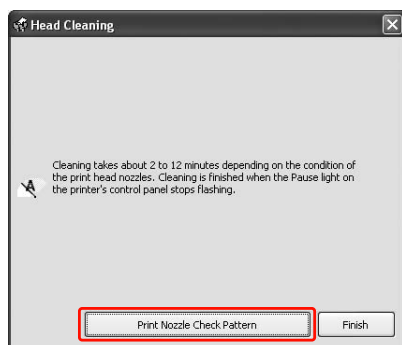 Head Cleaning
Cleaning takes about 2 to 12 minutes depending on the condition of
the print head nozzles. Cleaning is finished when the Pause light on
the printer's control panel stops flashing.
Print Nozzle Check Pattern
Finish